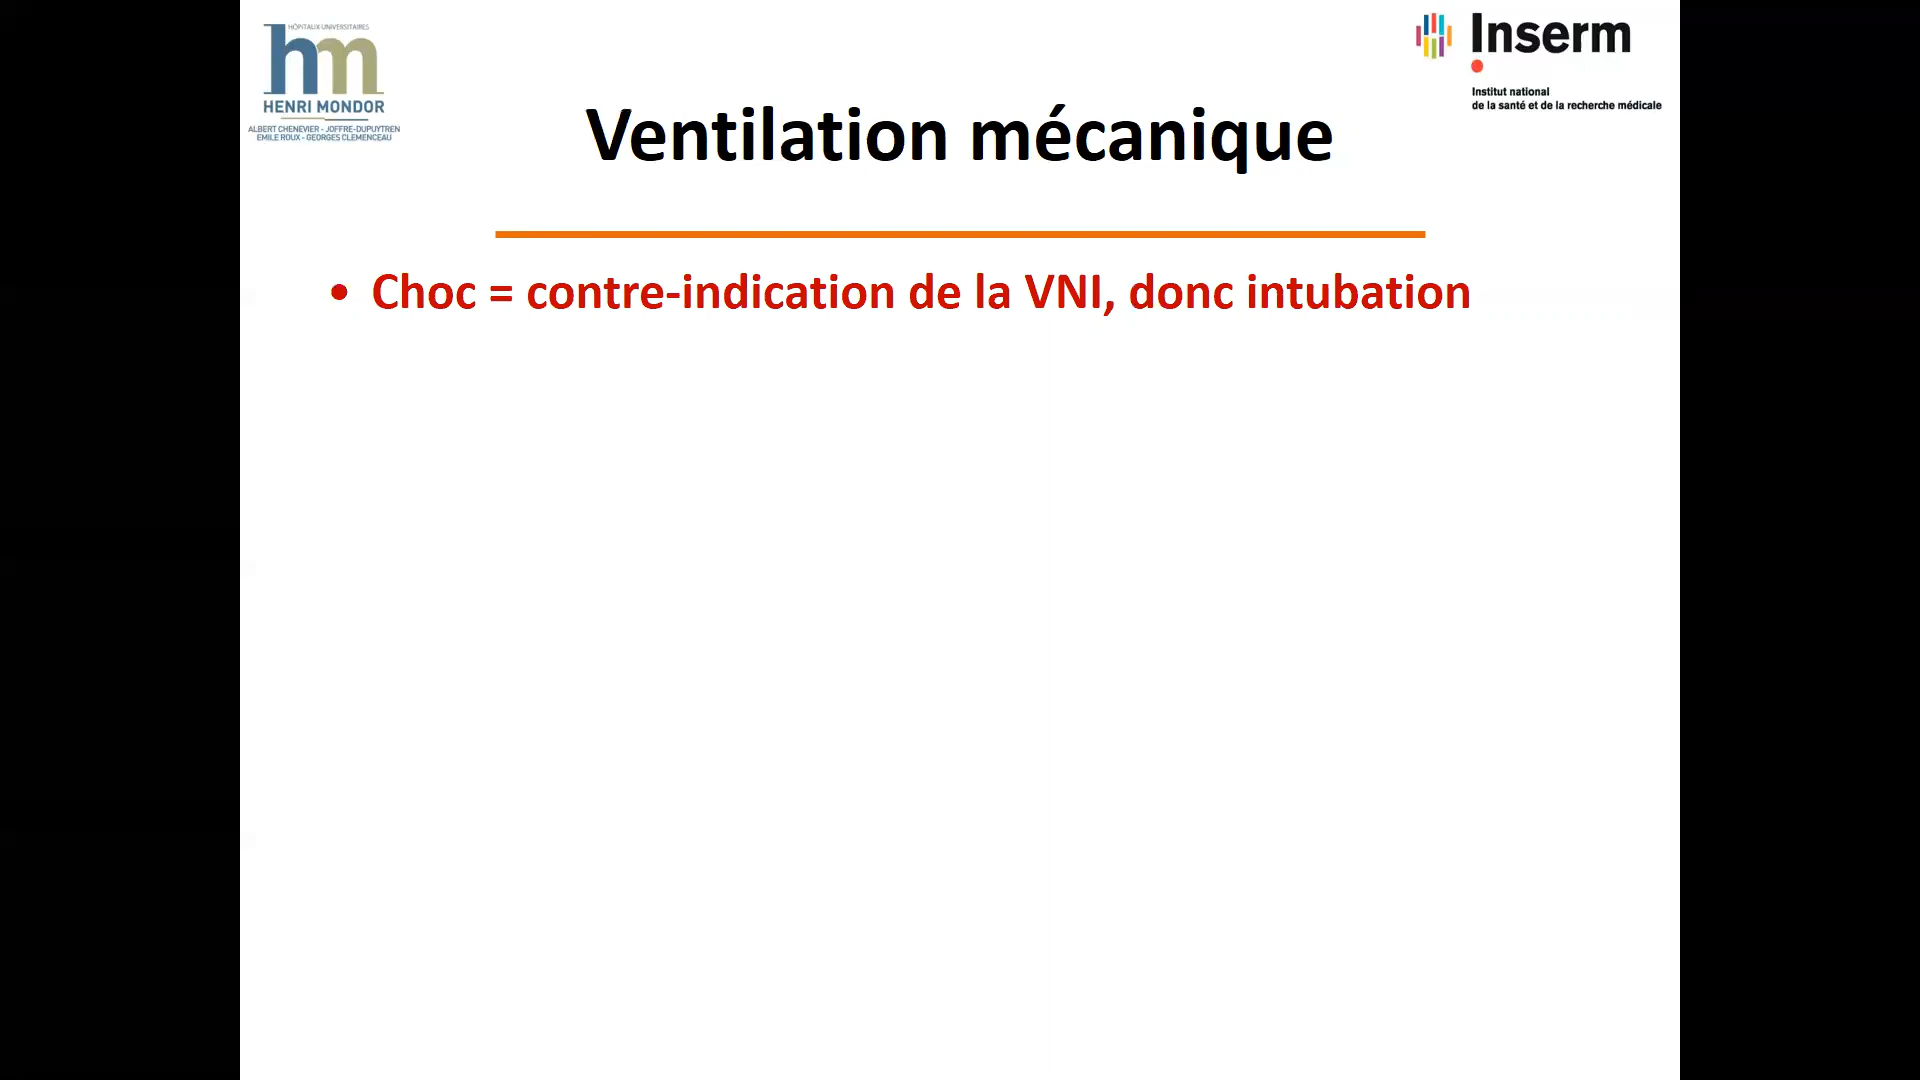 HÔPITAUX UNIVERSITAIRES
hm
HENRI MONDOR
ALBERT CHENEVIER - JOFFRE-DUPUYTREN
EMILE ROUX - GEORGES CLEMENCEAU
Inserm
Institut national
de la santé et de la recherche médicale
Ventilation mécanique
• Choc = contre-indication de la VNI, donc intubation